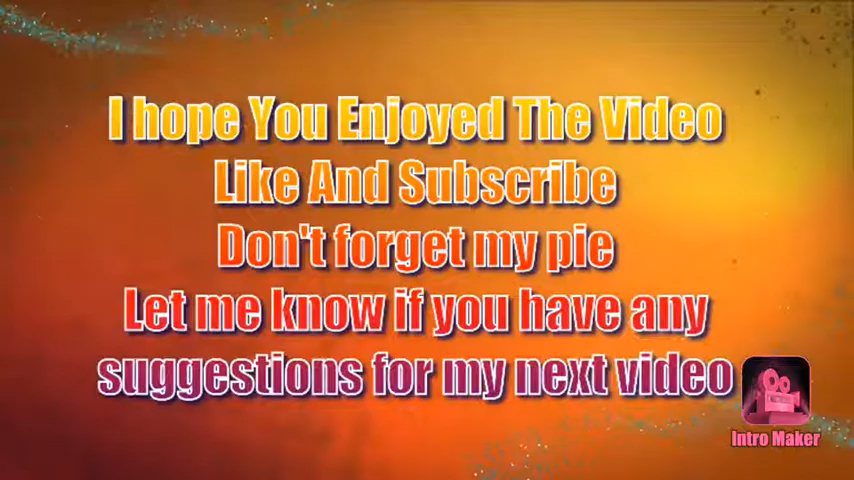 I hope You Enjoyed The Video
Like And Subscribe
Don't forget my pie
Let me know if you have any
suggestions for my next video
Intro Maker